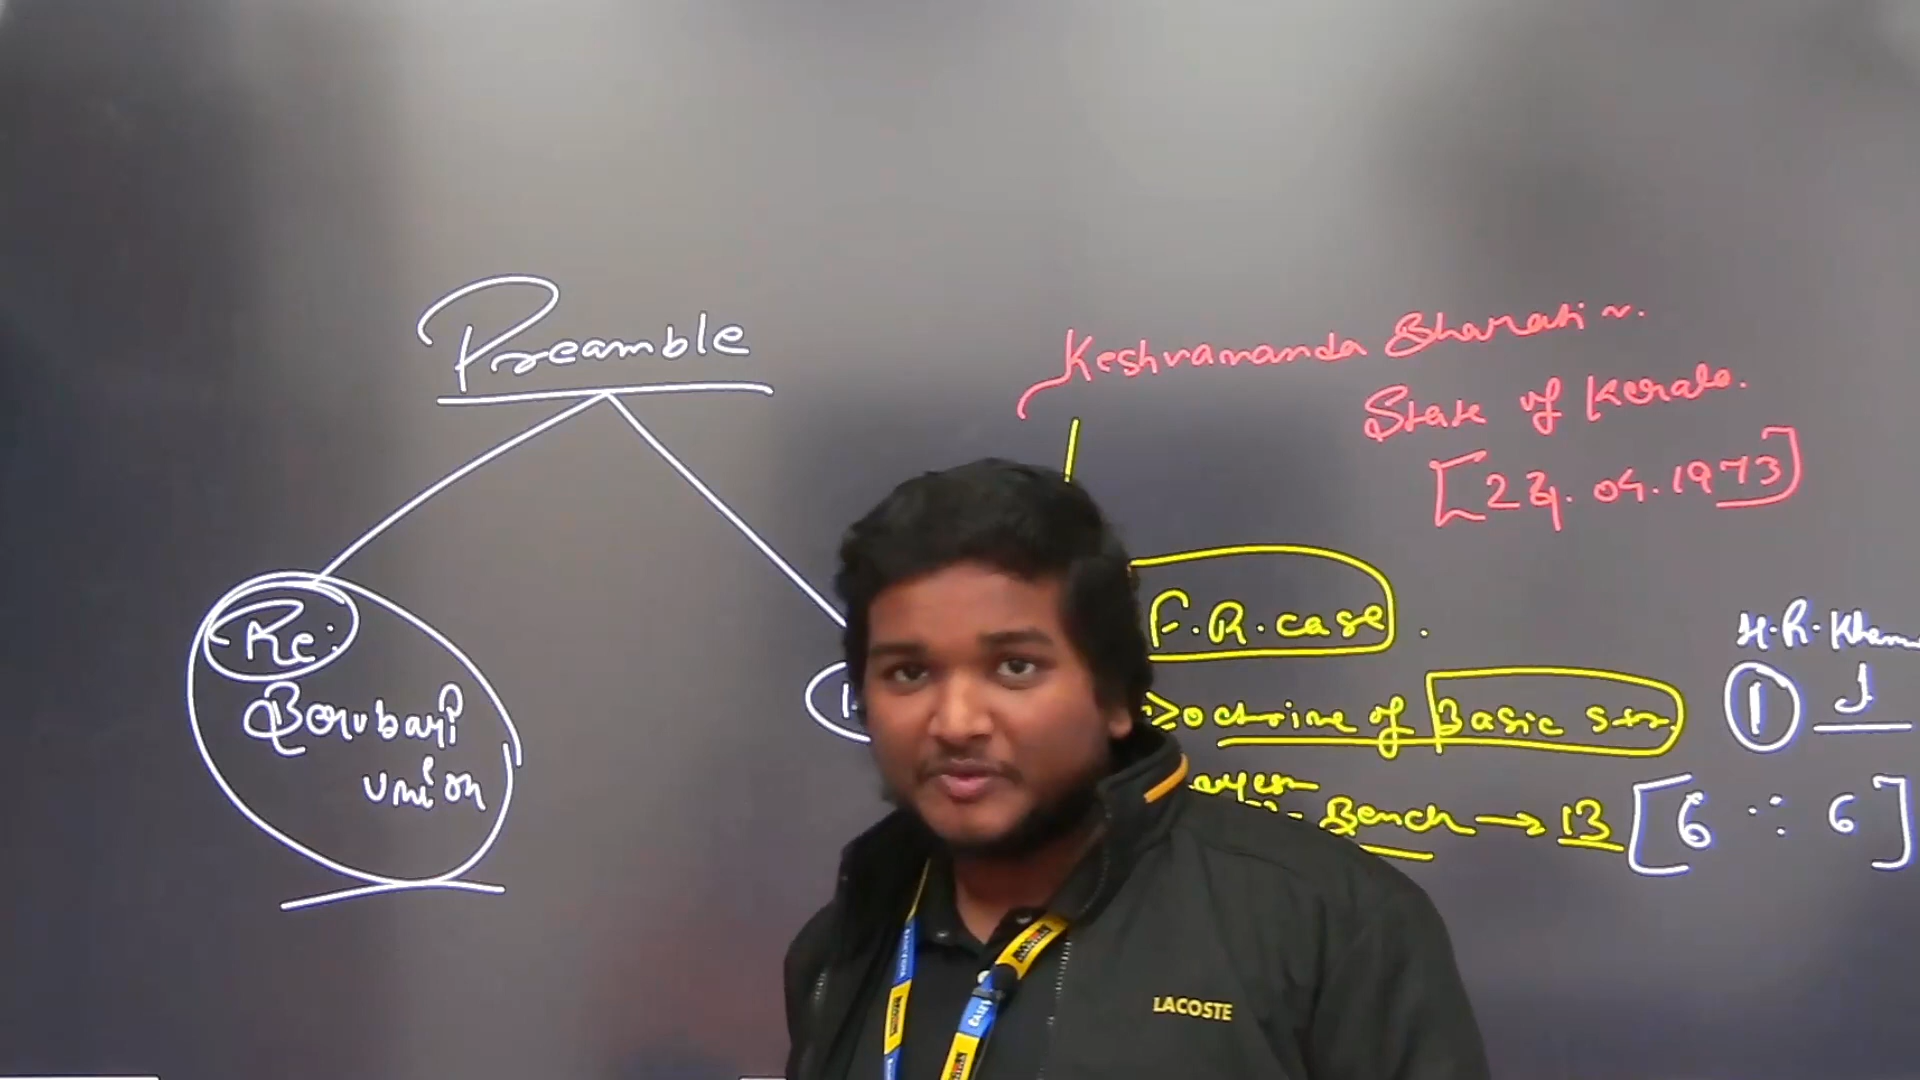 Preamble
Re:
Berubari
union
Keshvananda Bharati v.
State of Kerala.
[24.04.1973]
F.R. case.
Doctrine of Basic str.
Bench → 13 [6 : 6]
H.R. Khan
1 J
LACOSTE